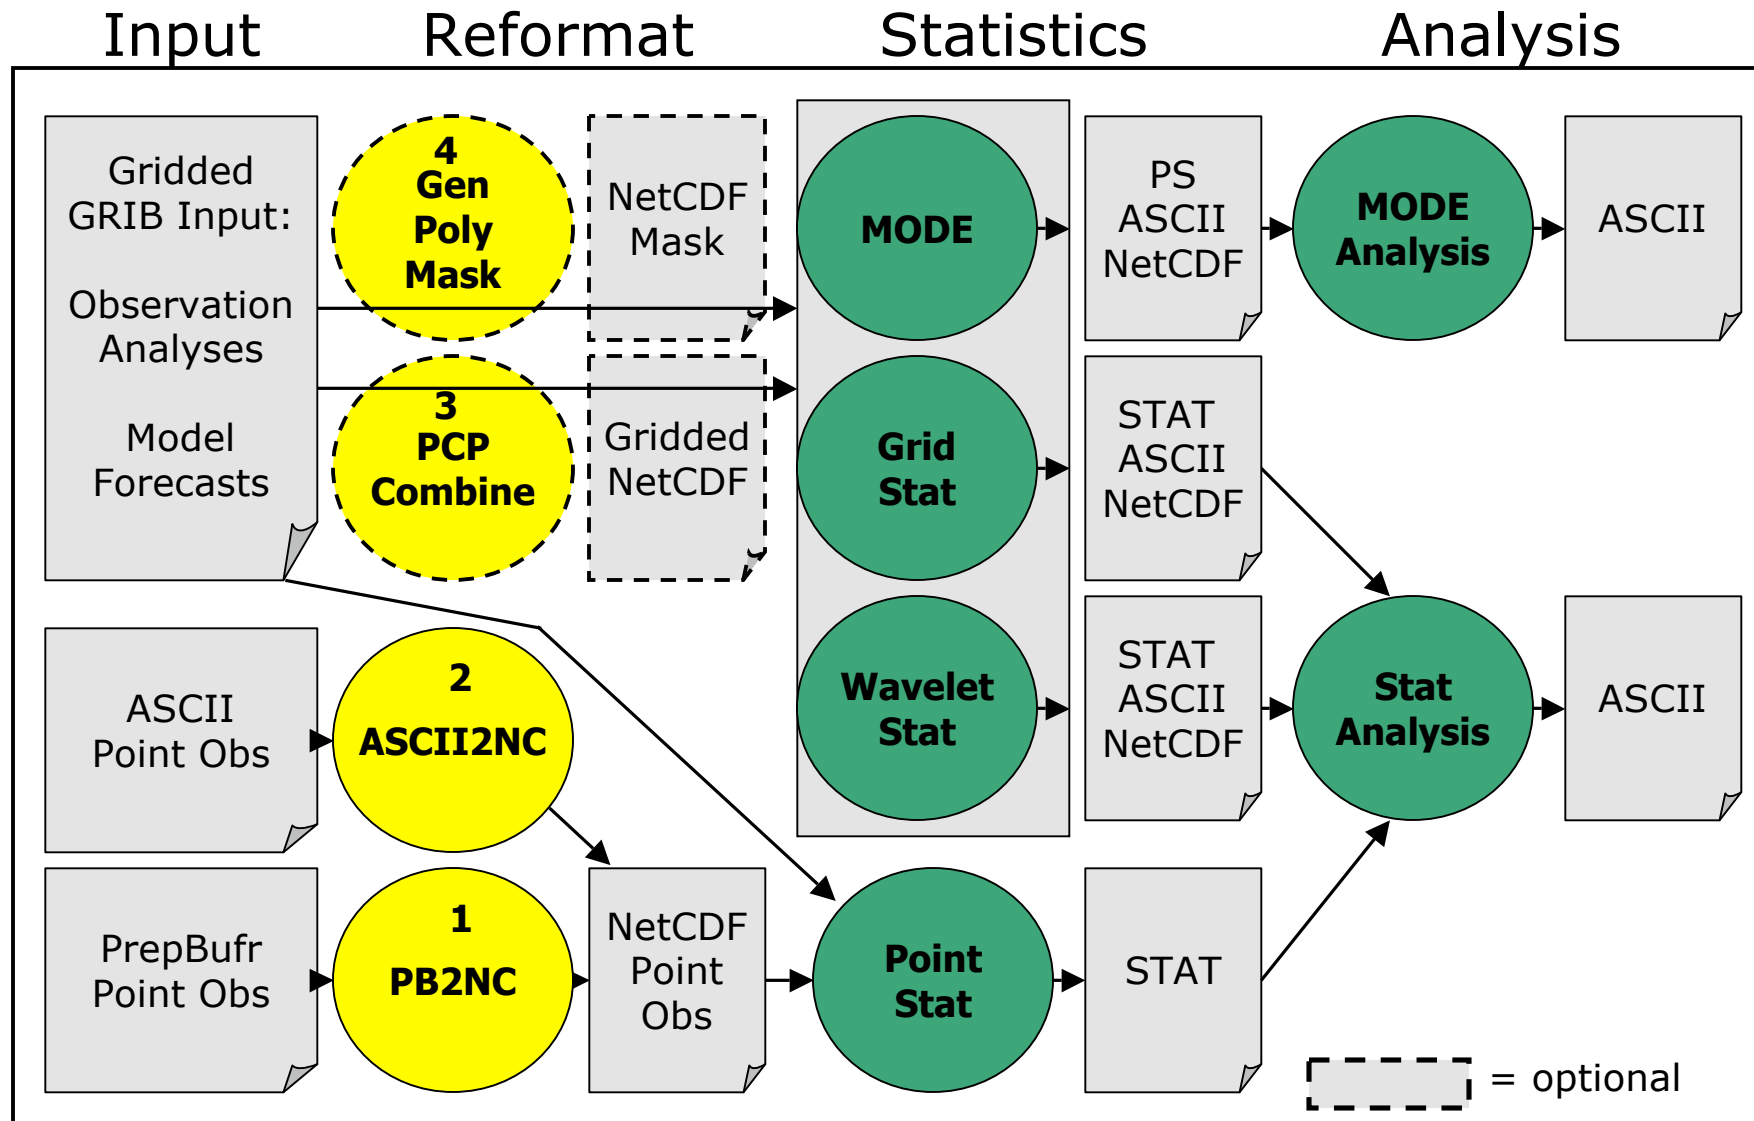 Input
Reformat
Statistics
Analysis
Gridded
GRIB Input:
Observation
Analyses
Model
Forecasts
4
Gen
Poly
Mask
NetCDF
Mask
MODE
PS
ASCII
NetCDF
MODE
Analysis
ASCII
3
PCP
Combine
Gridded
NetCDF
Grid
Stat
STAT
ASCII
NetCDF
ASCII
Point Obs
2
ASCII2NC
Wavelet
Stat
STAT
ASCII
NetCDF
Stat
Analysis
ASCII
PrepBufr
Point Obs
1
PB2NC
NetCDF
Point
Obs
Point
Stat
STAT
= optional